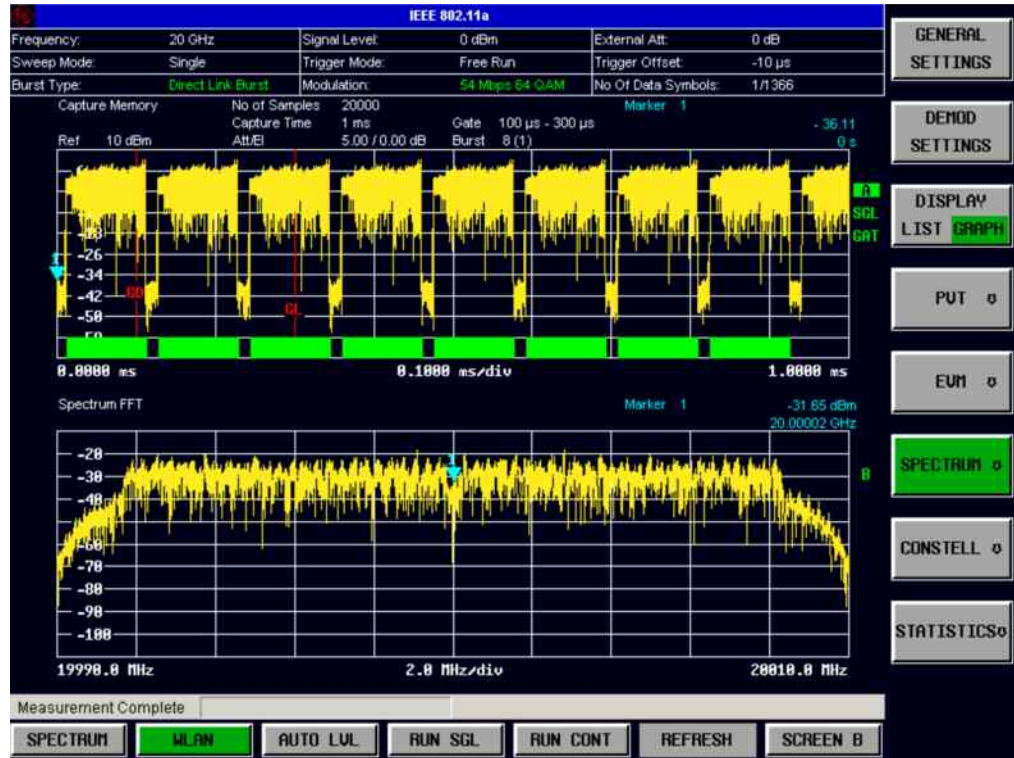 IEEE 802.11a
Frequency: 20 GHz Signal Level: 0 dBm External Att: 0 dB
Sweep Mode: Single Trigger Mode: Free Run Trigger Offset: -10 µs
Burst Type: Direct Link Burst Modulation: 54 Mbps 64 QAM No Of Data Symbols: 1/1366
Capture Memory No of Samples 20000 Marker 1
Capture Time 1 ms Gate 100 µs - 300 µs - 36.11
Ref 10 dBm Att/El 5.00 / 0.00 dB Burst 8 (1) 0 s
A
SGL
-18 GAT
1 -26
-34
-42 GD
-50 GL
0.0000 ms 0.1000 ms/div 1.0000 ms
Spectrum FFT Marker 1 -31.65 dBm
20.00002 GHz
-20 1
-30 B
-40
-60
-70
-80
-90
-100
19990.0 MHz 2.0 MHz/div 20010.0 MHz
Measurement Complete
SPECTRUM WLAN AUTO LVL RUN SGL RUN CONT REFRESH SCREEN B
GENERAL
SETTINGS
DEMOD
SETTINGS
DISPLAY
LIST GRAPH
PVT
EVM
SPECTRUM
CONSTELL
STATISTICS